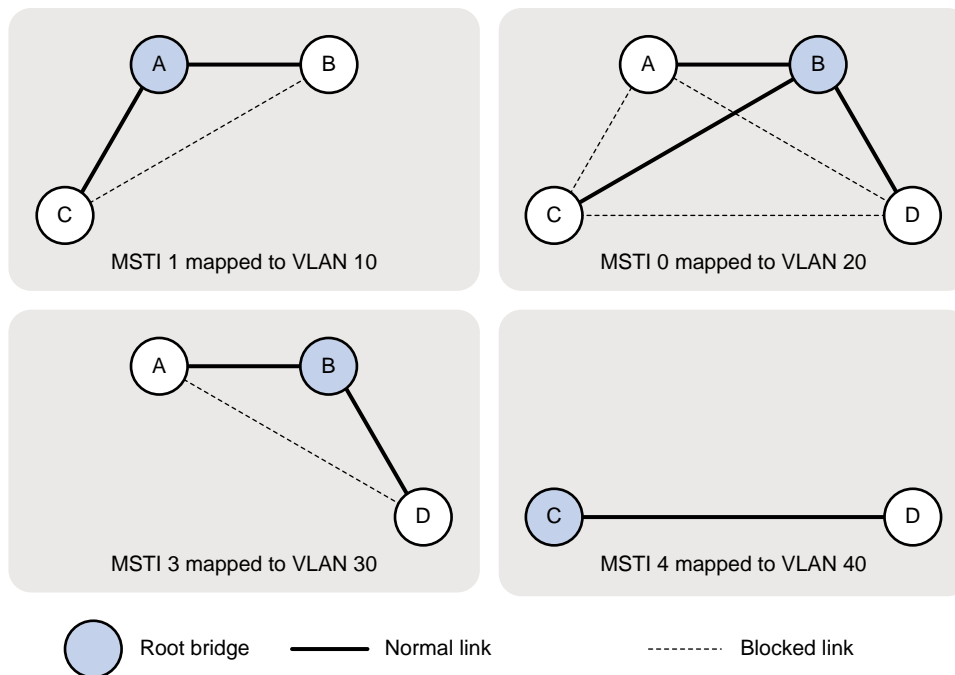 A
B
C
MSTI 1 mapped to VLAN 10
A
B
C
D
MSTI 0 mapped to VLAN 20
A
B
D
MSTI 3 mapped to VLAN 30
C
D
MSTI 4 mapped to VLAN 40
Root bridge
Normal link
Blocked link